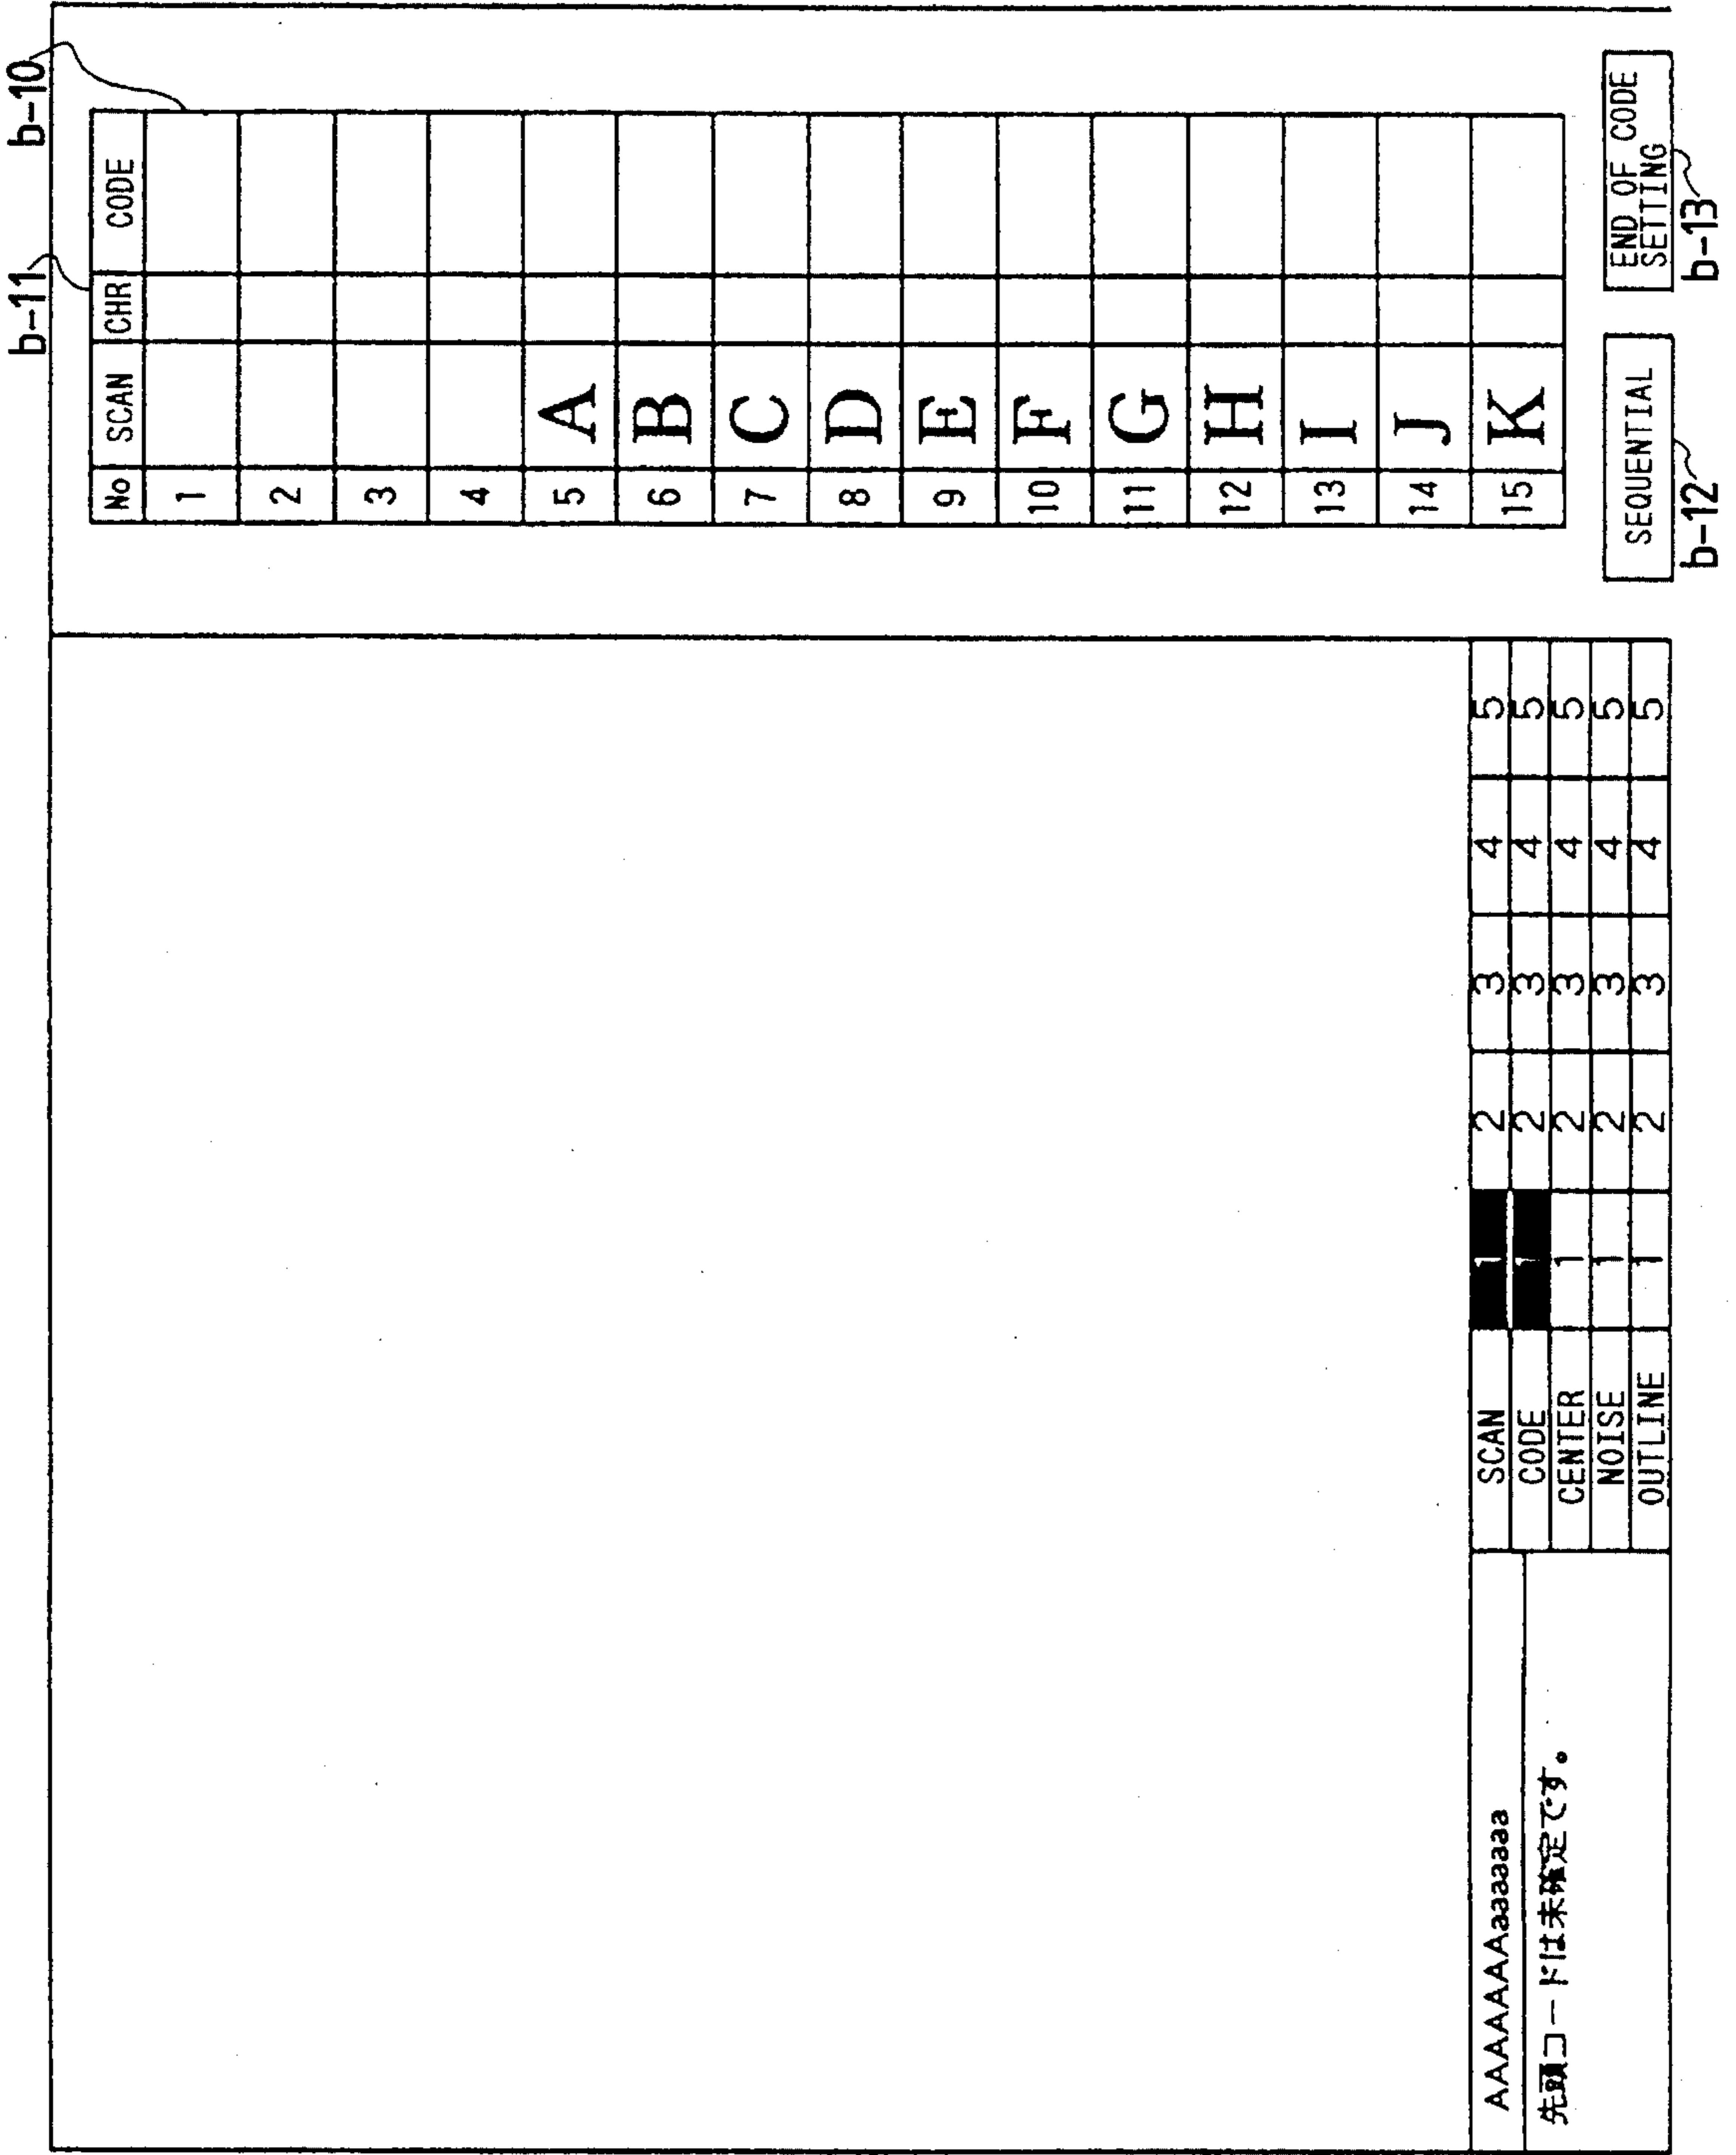 b-11 b-10
No SCAN CHR CODE
1
2
3
4
5 A
6 B
7 C
8 D
9 E
10 F
11 G
12 H
13 I
14 J
15 K
SEQUENTIAL
b-12
END OF CODE
SETTING
b-13
AAAAAAAaaaaaaa
先頭コードは未確定です。
SCAN 1 2 3 4 5
CODE 1 2 3 4 5
CENTER 1 2 3 4 5
NOISE 1 2 3 4 5
OUTLINE 1 2 3 4 5